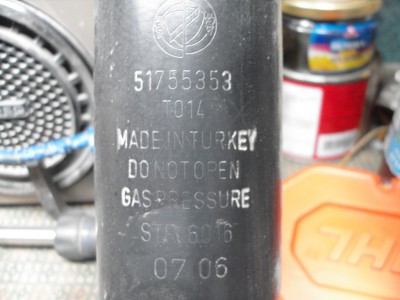 51755353
T014
MADE IN TURKEY
DO NOT OPEN
GAS PRESSURE
07 06